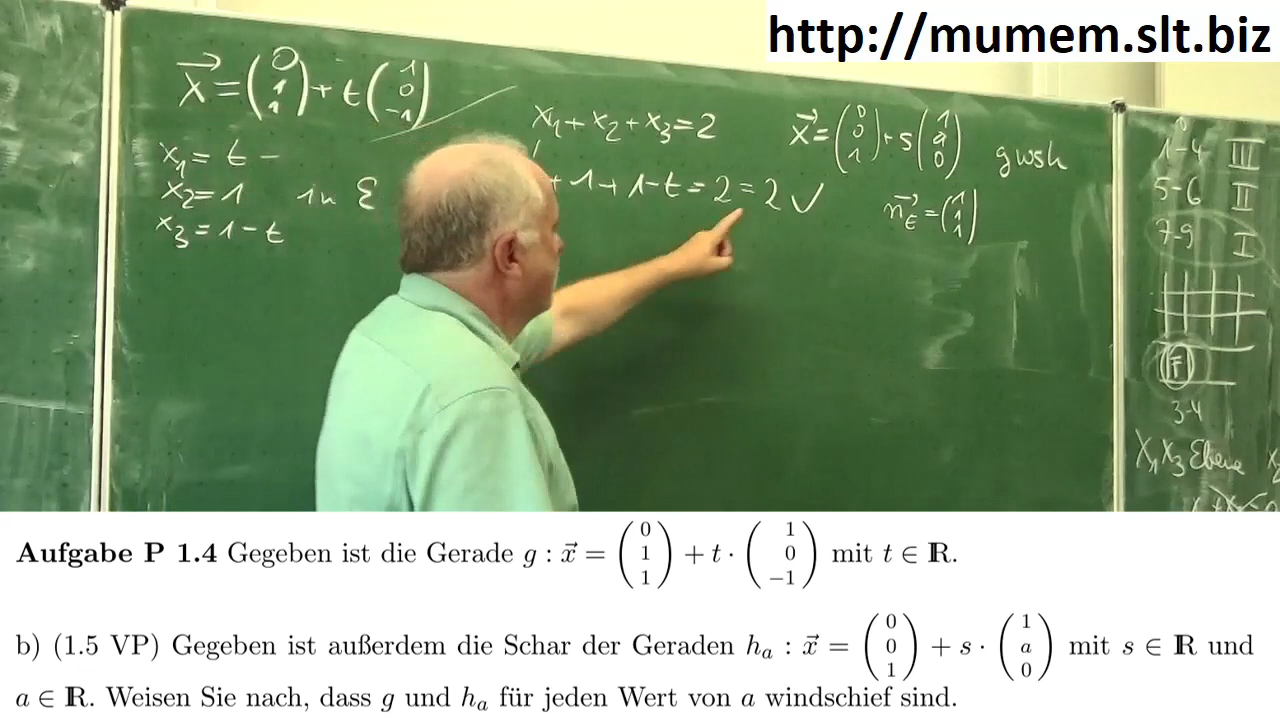 http://mumem.slt.biz
x⃗ = (0 1 1) + t (1 0 -1)
x₁ = t -
x₂ = 1 in E
x₃ = 1 - t
x₁ + x₂ + x₃ = 2
+ 1 + 1 - t = 2 = 2 ✓
x⃗ = (0 0 1) + s (1 a 0) g wsh
n⃗_E = (1 1 1)
1-4 III
5-6 II
7-9 I
F
3-4
X₁X₃ Ebene
Aufgabe P 1.4 Gegeben ist die Gerade g : x⃗ = (0 1 1) + t · (1 0 −1) mit t ∈ ℝ.
b) (1.5 VP) Gegeben ist außerdem die Schar der Geraden hₐ : x⃗ = (0 0 1) + s · (1 a 0) mit s ∈ ℝ und
a ∈ ℝ. Weisen Sie nach, dass g und hₐ für jeden Wert von a windschief sind.